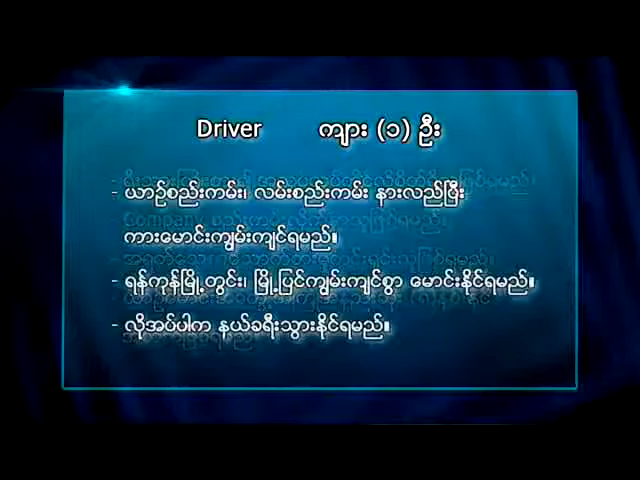 Driver ကျား (၁) ဦး
- ယာဉ်စည်းကမ်း၊ လမ်းစည်းကမ်း နားလည်ပြီး
ကားမောင်းကျွမ်းကျင်ရမည်။
- ရန်ကုန်မြို့တွင်း၊ မြို့ပြင်ကျွမ်းကျင်စွာ မောင်းနိုင်ရမည်။
- လိုအပ်ပါက နယ်ခရီးသွားနိုင်ရမည်။